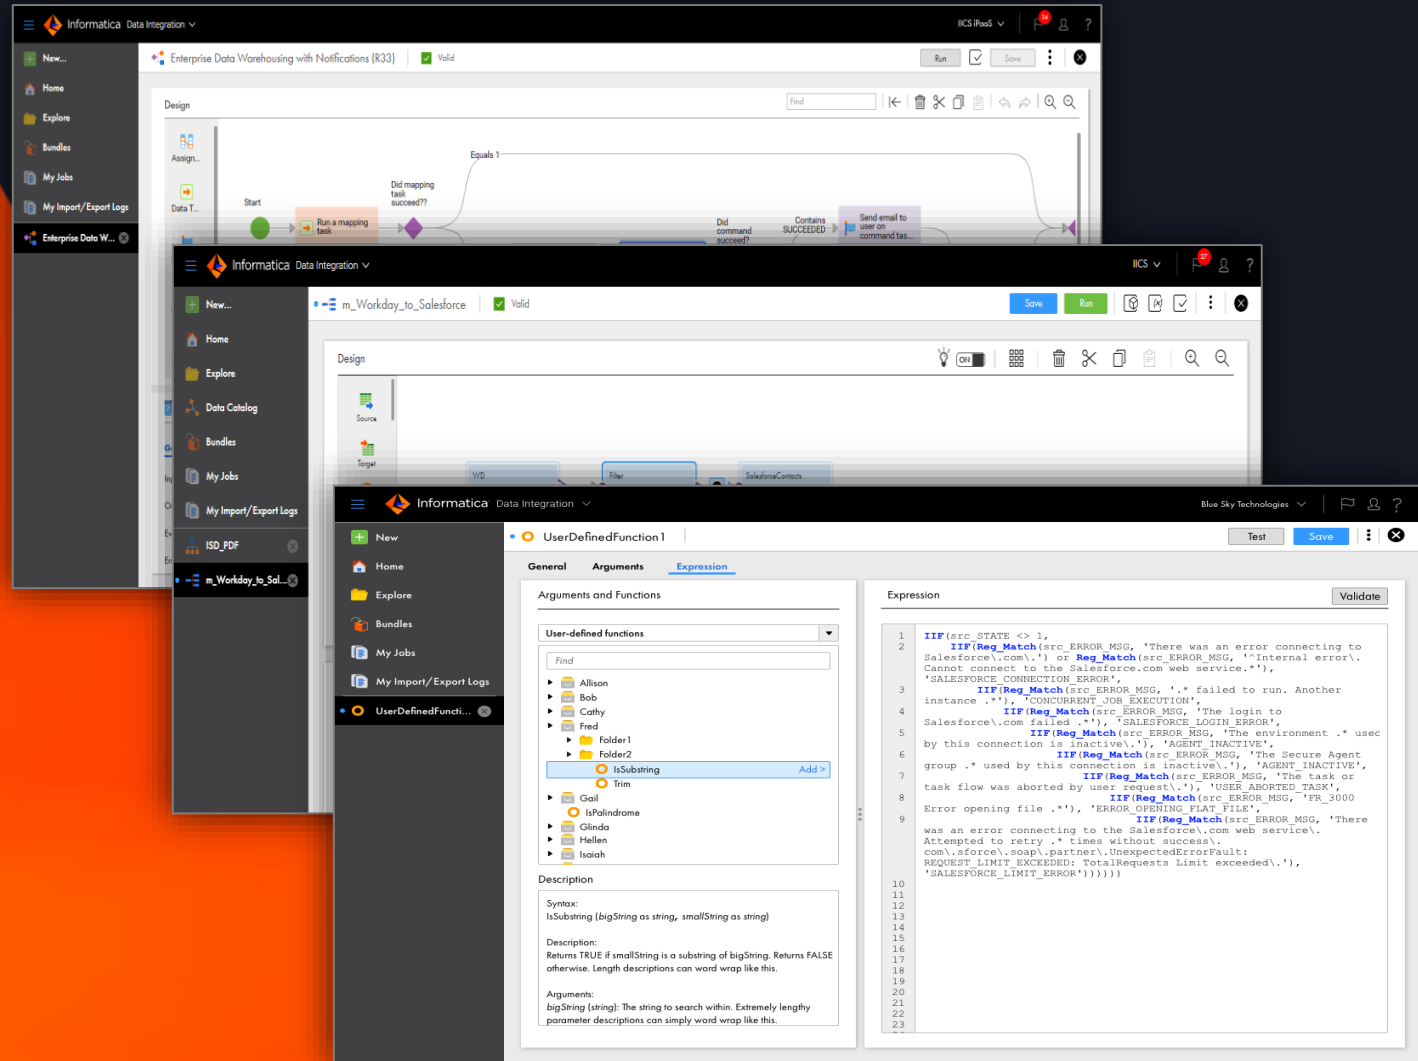 Informatica Data Integration
IICS iPaaS
54
?
New...
Home
Explore
Bundles
My Jobs
My Import/Export Logs
Enterprise Data W...
Enterprise Data Warehousing with Notifications (R33)
Valid
Run
Save
Design
Find
Assign...
Data T...
Start
Run a mapping
task
Did mapping
task
succeed??
Equals 1
Did
command
succeed?
Contains
SUCCEEDED
Send email to
user on
command tas...
Informatica Data Integration
IICS
27
?
New...
Home
Explore
Data Catalog
Bundles
My Jobs
My Import/Export Logs
ISD_PDF
m_Workday_to_Sal...
m_Workday_to_Salesforce
Valid
Save
Run
Design
ON
Source
Target
WD
Filter
SalesforceContacts
Informatica Data Integration
Blue Sky Technologies
?
New
Home
Explore
Bundles
My Jobs
My Import/Export Logs
UserDefinedFuncti...
UserDefinedFunction1
Test
Save
General
Arguments
Expression
Arguments and Functions
User-defined functions
Find
Allison
Bob
Cathy
Fred
Folder1
Folder2
IsSubstring
Add >
Trim
Gail
IsPalindrome
Glinda
Hellen
Isaiah
Description
Syntax:
IsSubstring (bigString as string, smallString as string)
Description:
Returns TRUE if smallString is a substring of bigString. Returns FALSE
otherwise. Length descriptions can word wrap like this.
Arguments:
bigString (string): The string to search within. Extremely lengthy
parameter descriptions can simply word wrap like this.
Expression
Validate
1 IIF(src_STATE <> 1,
2 IIF(Reg_Match(src_ERROR_MSG, 'There was an error connecting to
Salesforce\.com\.') or Reg_Match(src_ERROR_MSG, '^Internal error\.
Cannot connect to the Salesforce.com web service.*'),
'SALESFORCE_CONNECTION_ERROR',
3 IIF(Reg_Match(src_ERROR_MSG, '.* failed to run. Another
instance .*'), 'CONCURRENT_JOB_EXECUTION',
4 IIF(Reg_Match(src_ERROR_MSG, 'The login to
Salesforce\.com failed .*'), 'SALESFORCE_LOGIN_ERROR',
5 IIF(Reg_Match(src_ERROR_MSG, 'The environment .* used
by this connection is inactive\.'), 'AGENT_INACTIVE',
6 IIF(Reg_Match(src_ERROR_MSG, 'The Secure Agent
group .* used by this connection is inactive\.'), 'AGENT_INACTIVE',
7 IIF(Reg_Match(src_ERROR_MSG, 'The task or
task flow was aborted by user request\.'), 'USER_ABORTED_TASK',
8 IIF(Reg_Match(src_ERROR_MSG, 'FR_3000
Error opening file .*'), 'ERROR_OPENING_FLAT_FILE',
9 IIF(Reg_Match(src_ERROR_MSG, 'There
was an error connecting to the Salesforce\.com web service\.
Attempted to retry .* times without success\.
com\.sforce\.soap\.partner\.UnexpectedErrorFault:
REQUEST_LIMIT_EXCEEDED: TotalRequests Limit exceeded\.'),
'SALESFORCE_LIMIT_ERROR'))))))
10
11
12
13
14
15
16
17
18
19
20
21
22
23